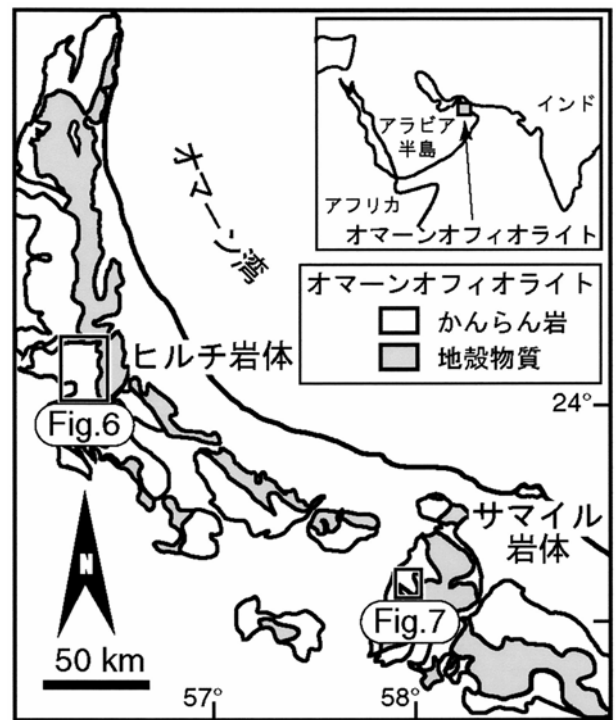 インド
アラビア
半島
アフリカ
オマーンオフィオライト
オマーン湾
オマーンオフィオライト
かんらん岩
地殻物質
ヒルチ岩体
24°
Fig.6
サマイル
岩体
N
Fig.7
50 km
57°
58°